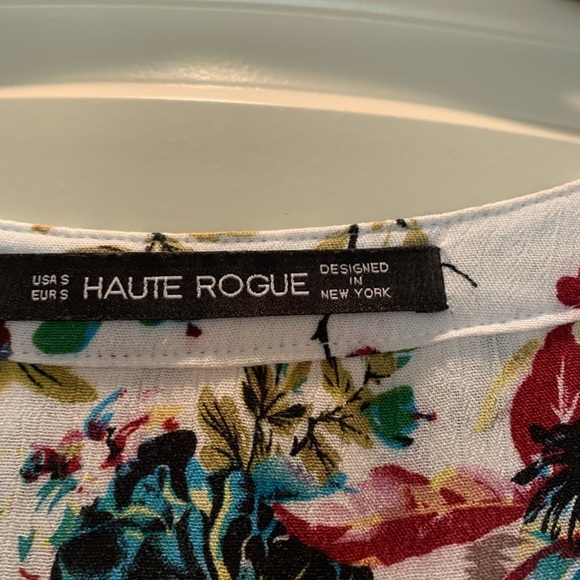 USA S
EUR S
HAUTE ROGUE
DESIGNED
IN
NEW YORK